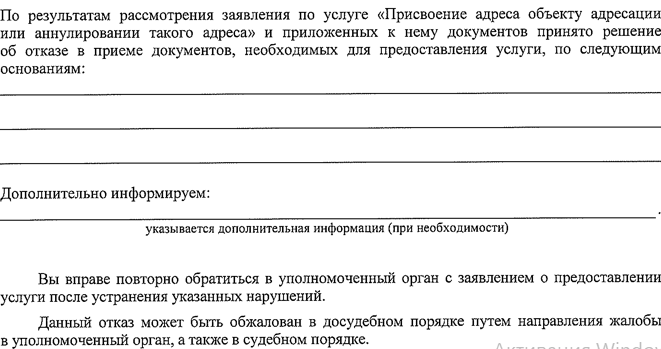 По результатам рассмотрения заявления по услуге «Присвоение адреса объекту адресации
или аннулировании такого адреса» и приложенных к нему документов принято решение
об отказе в приеме документов, необходимых для предоставления услуги, по следующим
основаниям:
Дополнительно информируем:
.
указывается дополнительная информация (при необходимости)
Вы вправе повторно обратиться в уполномоченный орган с заявлением о предоставлении
услуги после устранения указанных нарушений.
Данный отказ может быть обжалован в досудебном порядке путем направления жалобы
в уполномоченный орган, а также в судебном порядке.